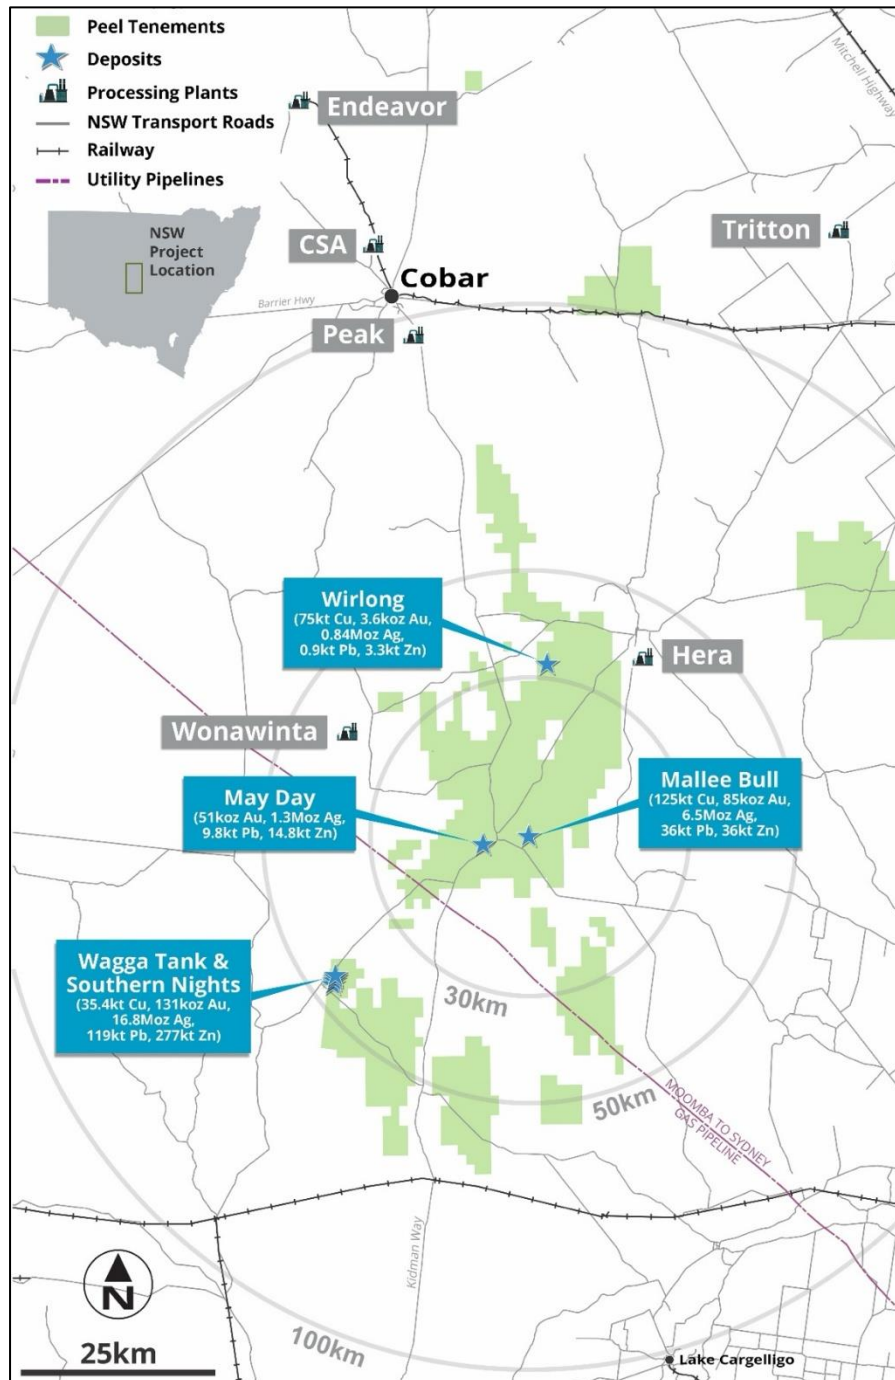 Peel Tenements
Deposits
Processing Plants
NSW Transport Roads
Railway
Utility Pipelines
NSW
Project
Location
Mitchell Highway
Endeavor
CSA
Tritton
Cobar
Barrier Hwy
Peak
Wirlong
(75kt Cu, 3.6koz Au,
0.84Moz Ag,
0.9kt Pb, 3.3kt Zn)
Hera
Wonawinta
May Day
(51koz Au, 1.3Moz Ag,
9.8kt Pb, 14.8kt Zn)
Mallee Bull
(125kt Cu, 85koz Au,
6.5Moz Ag,
36kt Pb, 36kt Zn)
Wagga Tank &
Southern Nights
(35.4kt Cu, 131koz Au,
16.8Moz Ag,
119kt Pb, 277kt Zn)
30km
50km
MOOMBA TO SYDNEY
GAS PIPELINE
Kidman Way
N
100km
25km
Lake Cargelligo